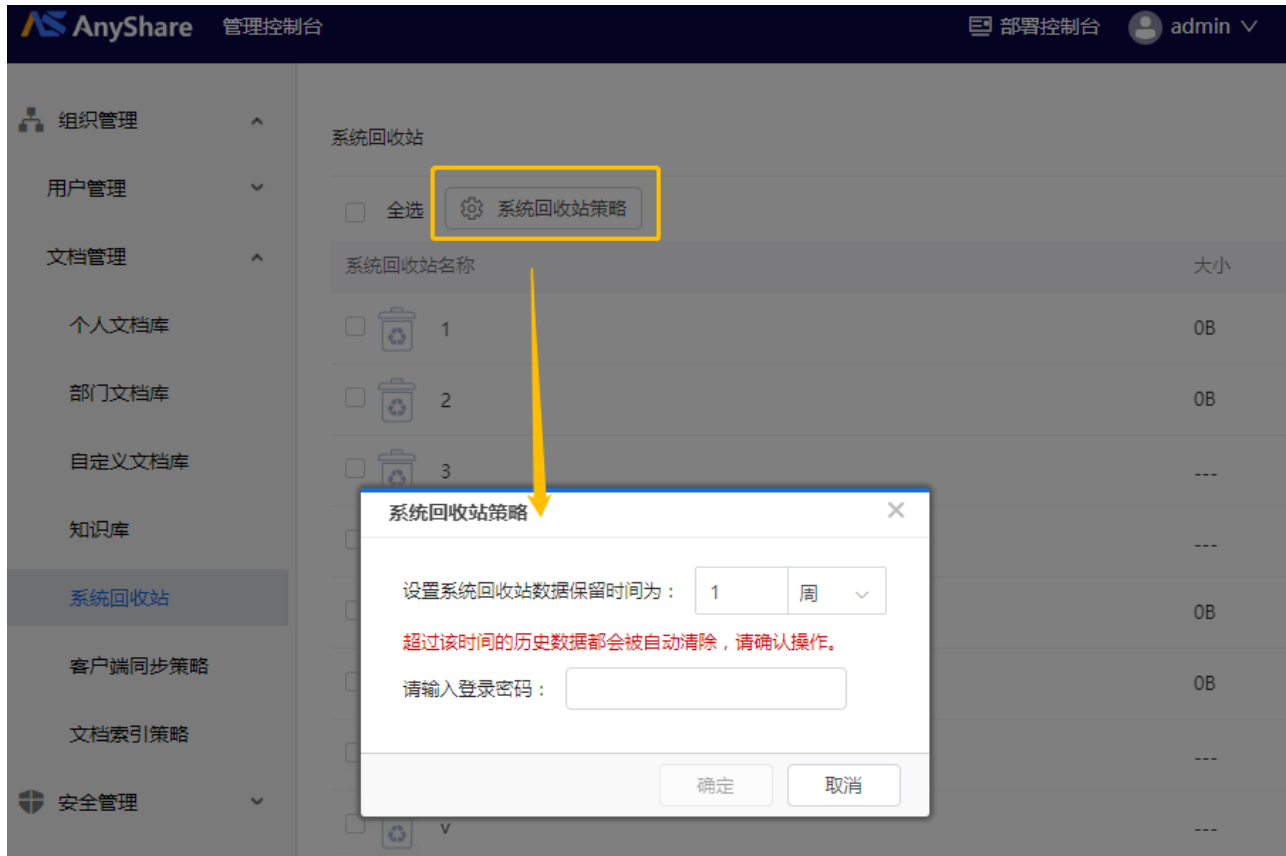 AnyShare 管理控制台 部署控制台 admin
组织管理
用户管理
文档管理
个人文档库
部门文档库
自定义文档库
知识库
系统回收站
客户端同步策略
文档索引策略
安全管理
系统回收站
全选 系统回收站策略
系统回收站名称 大小
1 0B
2 0B
3 ---
---
0B
0B
---
v ---
系统回收站策略
设置系统回收站数据保留时间为： 1 周
超过该时间的历史数据都会被自动清除，请确认操作。
请输入登录密码：
确定 取消